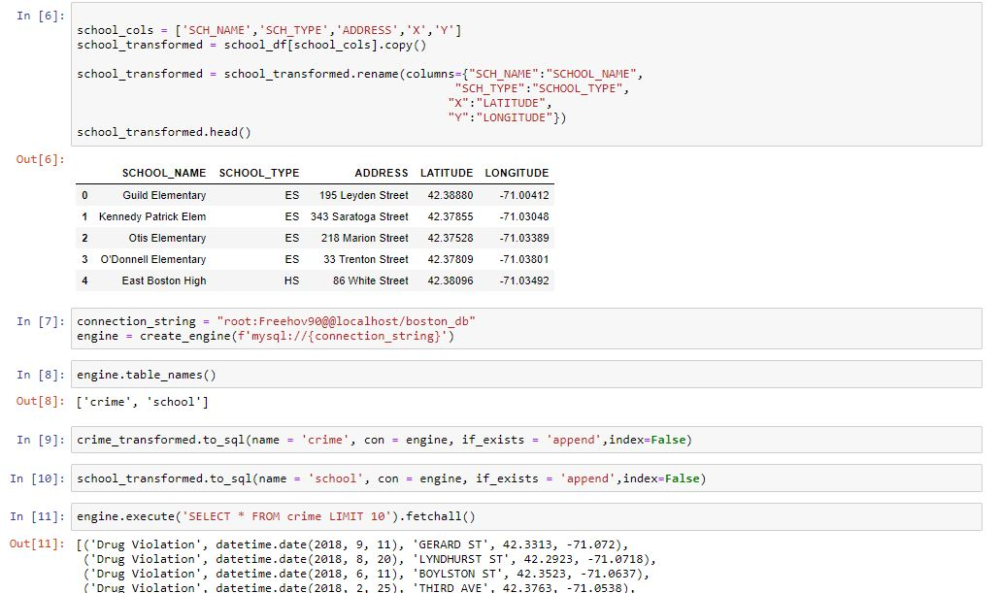 In [6]:
school_cols = ['SCH_NAME','SCH_TYPE','ADDRESS','X','Y']
school_transformed = school_df[school_cols].copy()
school_transformed = school_transformed.rename(columns={"SCH_NAME":"SCHOOL_NAME",
"SCH_TYPE":"SCHOOL_TYPE",
"X":"LATITUDE",
"Y":"LONGITUDE"})
school_transformed.head()
Out[6]:
SCHOOL_NAME SCHOOL_TYPE ADDRESS LATITUDE LONGITUDE
0 Guild Elementary ES 195 Leyden Street 42.38880 -71.00412
1 Kennedy Patrick Elem ES 343 Saratoga Street 42.37855 -71.03048
2 Otis Elementary ES 218 Marion Street 42.37528 -71.03389
3 O'Donnell Elementary ES 33 Trenton Street 42.37809 -71.03801
4 East Boston High HS 86 White Street 42.38096 -71.03492
In [7]: connection_string = "root:Freehov90@@localhost/boston_db"
engine = create_engine(f'mysql://{connection_string}')
In [8]: engine.table_names()
Out[8]: ['crime', 'school']
In [9]: crime_transformed.to_sql(name = 'crime', con = engine, if_exists = 'append',index=False)
In [10]: school_transformed.to_sql(name = 'school', con = engine, if_exists = 'append',index=False)
In [11]: engine.execute('SELECT * FROM crime LIMIT 10').fetchall()
Out[11]: [('Drug Violation', datetime.date(2018, 9, 11), 'GERARD ST', 42.3313, -71.072),
('Drug Violation', datetime.date(2018, 8, 20), 'LYNDHURST ST', 42.2923, -71.0718),
('Drug Violation', datetime.date(2018, 6, 11), 'BOYLSTON ST', 42.3523, -71.0637),
('Drug Violation', datetime.date(2018, 2, 25), 'THIRD AVE', 42.3763, -71.0538),